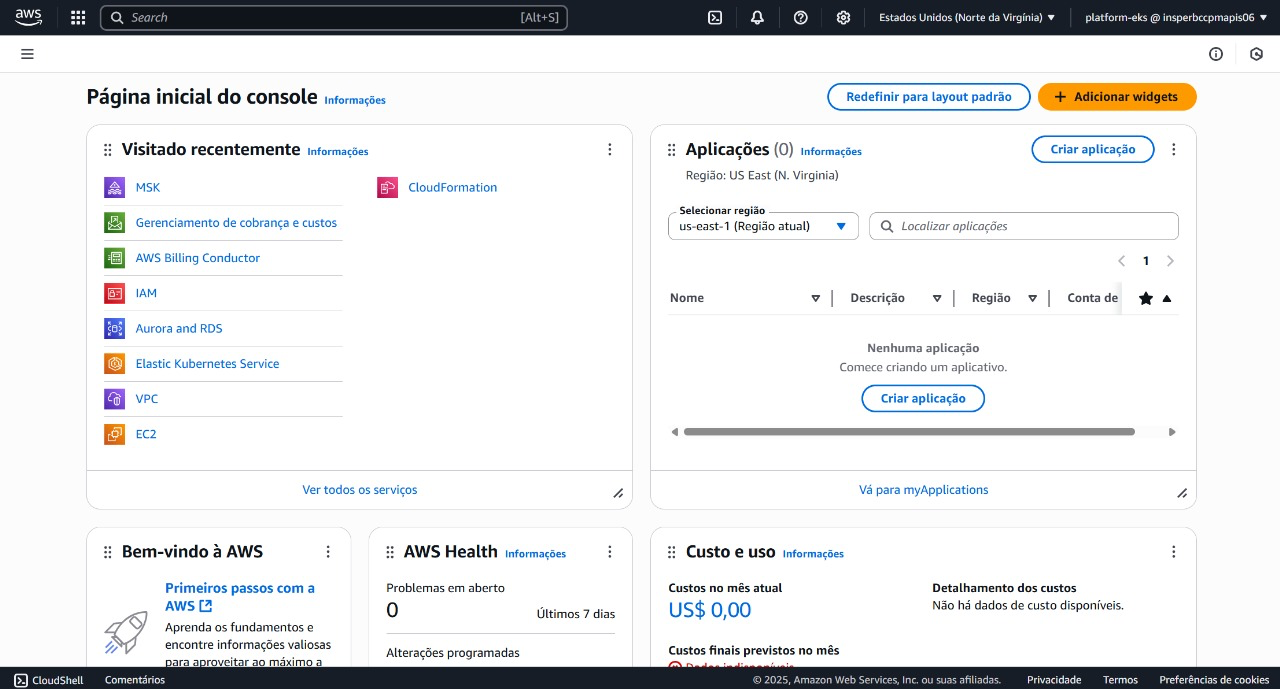 aws
Search
[Alt+S]
Estados Unidos (Norte da Virgínia)
platform-eks @ insperbccpmapis06
Página inicial do console
Informações
Redefinir para layout padrão
Adicionar widgets
Visitado recentemente
Informações
MSK
Gerenciamento de cobrança e custos
AWS Billing Conductor
IAM
Aurora and RDS
Elastic Kubernetes Service
VPC
EC2
CloudFormation
Ver todos os serviços
Aplicações (0)
Informações
Criar aplicação
Região: US East (N. Virginia)
Selecionar região
us-east-1 (Região atual)
Localizar aplicações
1
Nome
Descrição
Região
Conta de
Nenhuma aplicação
Comece criando um aplicativo.
Criar aplicação
Vá para myApplications
Bem-vindo à AWS
Primeiros passos com a
AWS
Aprenda os fundamentos e
encontre informações valiosas
para aproveitar ao máximo a
AWS Health
Informações
Problemas em aberto
0
Últimos 7 dias
Alterações programadas
Custo e uso
Informações
Custos no mês atual
US$ 0,00
Custos finais previstos no mês
Dados indisponíveis
Detalhamento dos custos
Não há dados de custo disponíveis.
CloudShell
Comentários
© 2025, Amazon Web Services, Inc. ou suas afiliadas.
Privacidade
Termos
Preferências de cookies